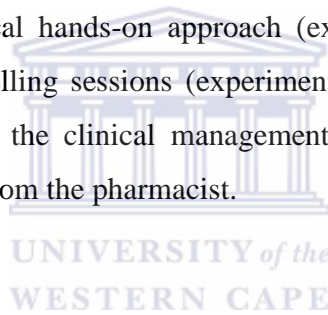 cal hands-on approach (ex
lling sessions (experimen
the clinical management
om the pharmacist.
UNIVERSITY of the
WESTERN CAPE